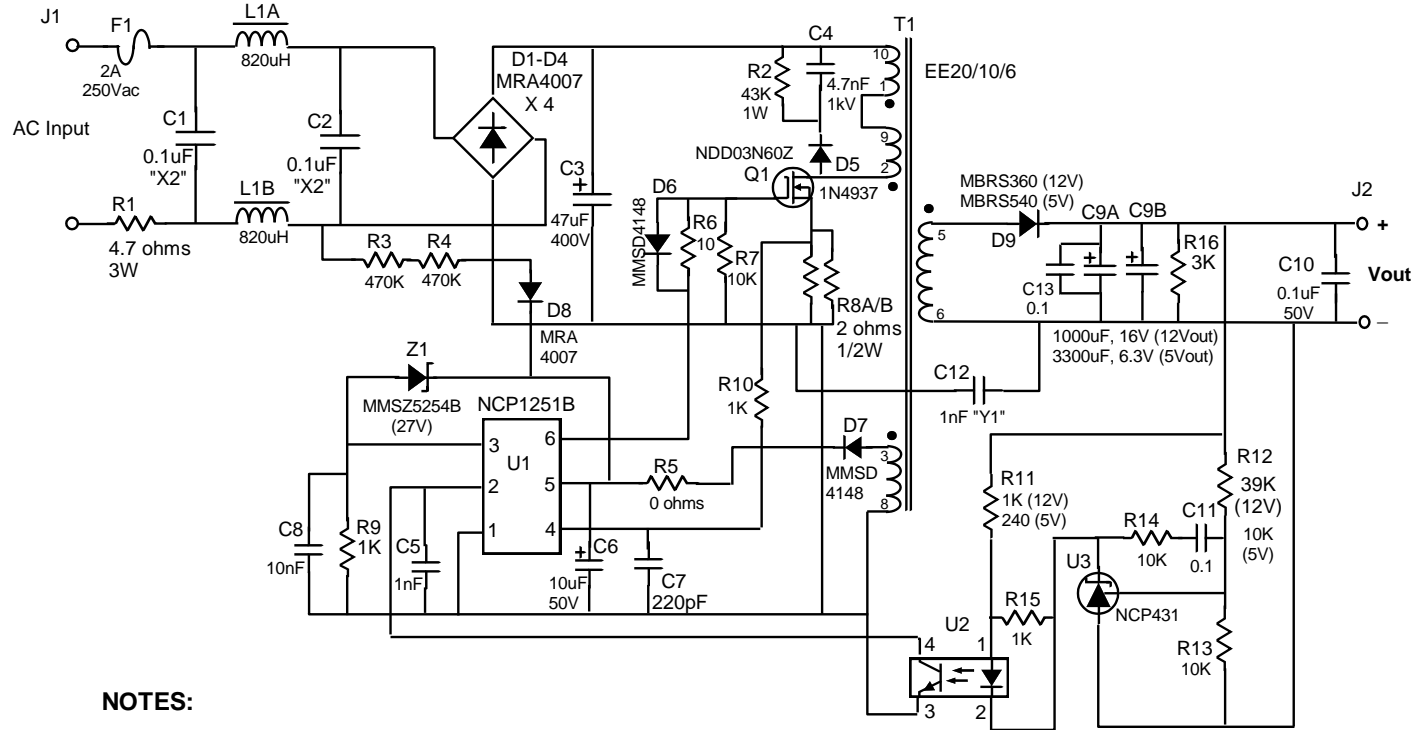 J1
F1
2A
250Vac
L1A
820uH
AC Input
C1
0.1uF
"X2"
C2
0.1uF
"X2"
L1B
820uH
R1
4.7 ohms
3W
D1-D4
MRA4007
X 4
C3
+
47uF
400V
R3
470K
R4
470K
D8
MRA
4007
R2
43K
1W
C4
4.7nF
1kV
T1
10
1
9
2
EE20/10/6
NDD03N60Z
Q1
D5
1N4937
D6
MMSD4148
R6
10
R7
10K
R8A/B
2 ohms
1/2W
MBRS360 (12V)
MBRS540 (5V)
D9
5
6
C9A
+
C9B
+
C13
0.1
R16
3K
C10
0.1uF
50V
J2
+
Vout
_
1000uF, 16V (12Vout)
3300uF, 6.3V (5Vout)
C12
1nF "Y1"
Z1
MMSZ5254B
(27V)
NCP1251B
U1
3
2
1
6
5
4
R10
1K
R5
0 ohms
D7
MMSD
4148
3
8
C8
10nF
R9
1K
C5
1nF
C6
+
10uF
50V
C7
220pF
R11
1K (12V)
240 (5V)
R12
39K
(12V)
10K
(5V)
R14
10K
C11
0.1
U3
NCP431
R15
1K
R13
10K
U2
4
1
3
2
NOTES: